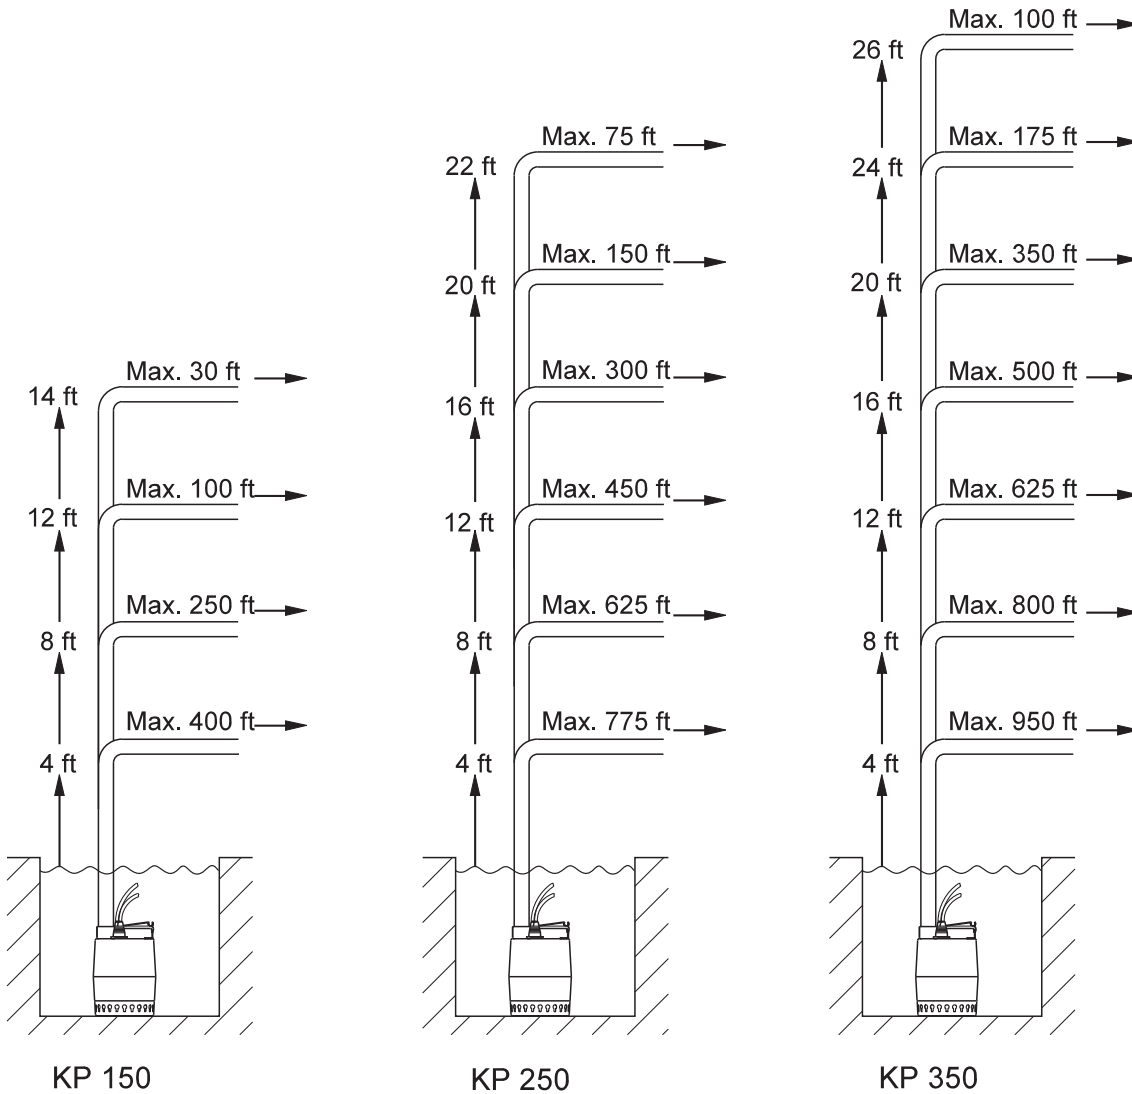 Max. 30 ft
14 ft
Max. 100 ft
12 ft
Max. 250 ft
8 ft
Max. 400 ft
4 ft
KP 150
Max. 75 ft
22 ft
Max. 150 ft
20 ft
Max. 300 ft
16 ft
Max. 450 ft
12 ft
Max. 625 ft
8 ft
Max. 775 ft
4 ft
KP 250
Max. 100 ft
26 ft
Max. 175 ft
24 ft
Max. 350 ft
20 ft
Max. 500 ft
16 ft
Max. 625 ft
12 ft
Max. 800 ft
8 ft
Max. 950 ft
4 ft
KP 350